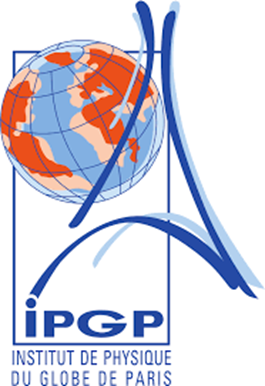 iPGP
INSTITUT DE PHYSIQUE
DU GLOBE DE PARIS